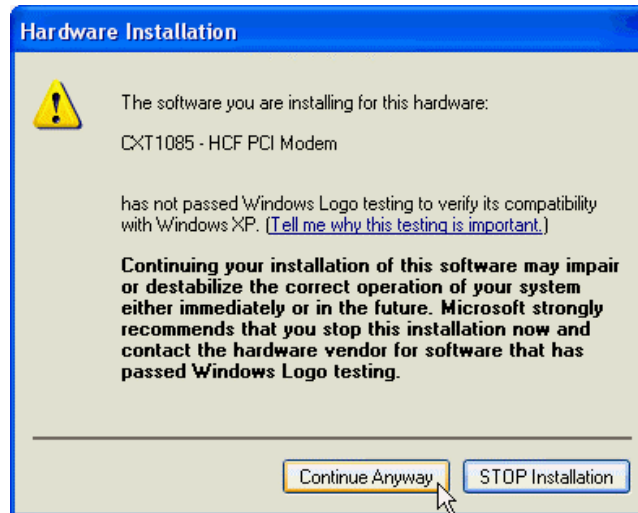 Hardware Installation
The software you are installing for this hardware:
CXT1085 - HCF PCI Modem
has not passed Windows Logo testing to verify its compatibility
with Windows XP. (Tell me why this testing is important.)
Continuing your installation of this software may impair
or destabilize the correct operation of your system
either immediately or in the future. Microsoft strongly
recommends that you stop this installation now and
contact the hardware vendor for software that has
passed Windows Logo testing.
Continue Anyway STOP Installation